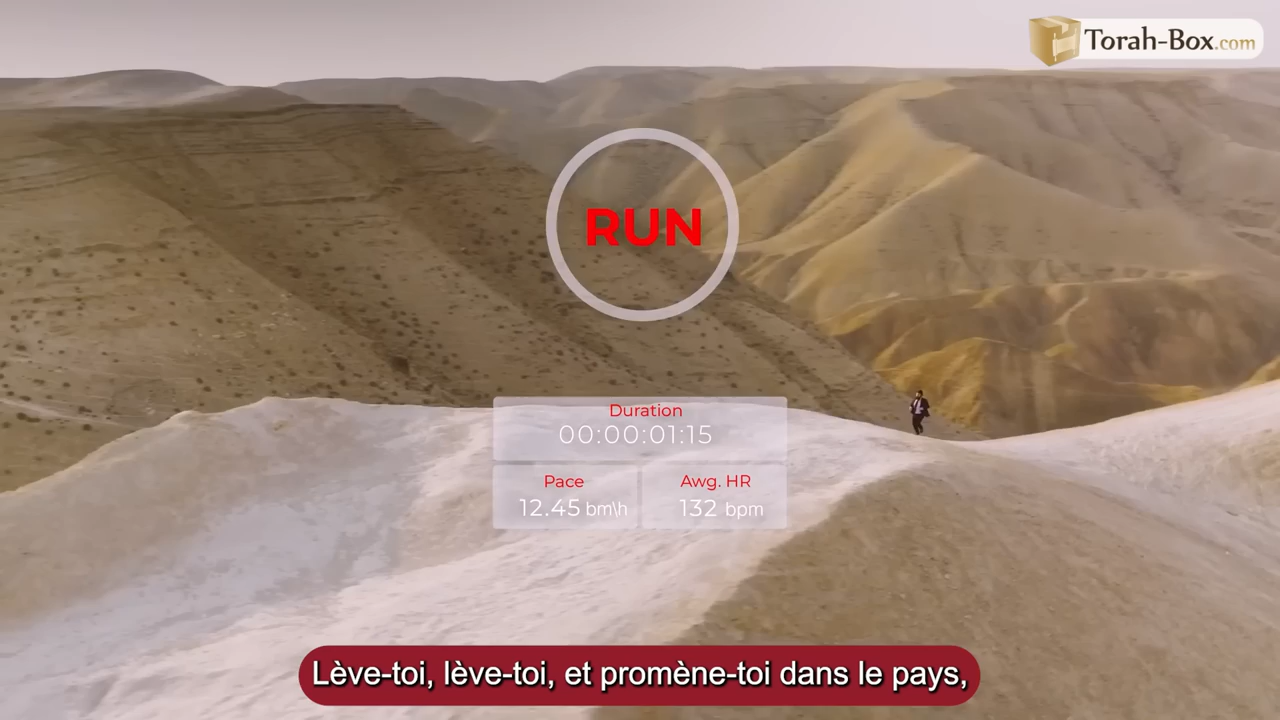 Torah-Box.com
RUN
Duration
00:00:01:15
Pace
Awg. HR
12.45 bm\h
132 bpm
Lève-toi, lève-toi, et promène-toi dans le pays,